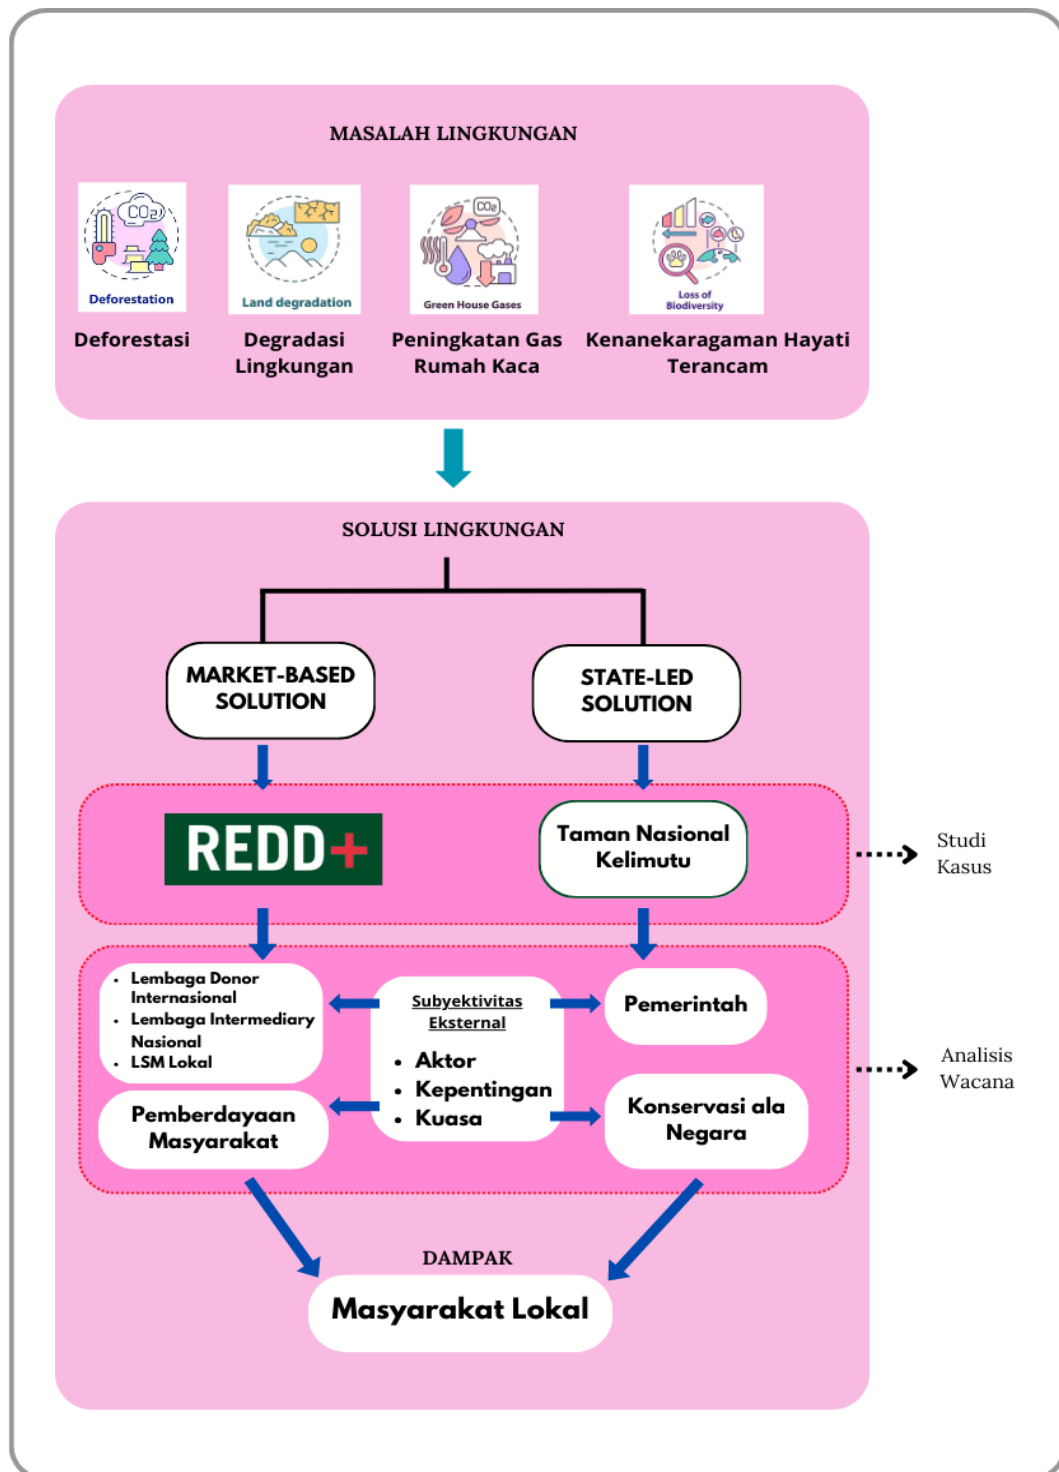 MASALAH LINGKUNGAN
CO2
Deforestation
Land degradation
CO2
Green House Gases
Loss of
Biodiversity
Deforestasi
Degradasi
Lingkungan
Peningkatan Gas
Rumah Kaca
Kenanekaragaman Hayati
Terancam
SOLUSI LINGKUNGAN
MARKET-BASED
SOLUTION
STATE-LED
SOLUTION
REDD+
Taman Nasional
Kelimutu
Studi
Kasus
• Lembaga Donor
Internasional
• Lembaga Intermediary
Nasional
• LSM Lokal
Pemberdayaan
Masyarakat
Subyektivitas
Eksternal
• Aktor
• Kepentingan
• Kuasa
Pemerintah
Konservasi ala
Negara
Analisis
Wacana
DAMPAK
Masyarakat Lokal